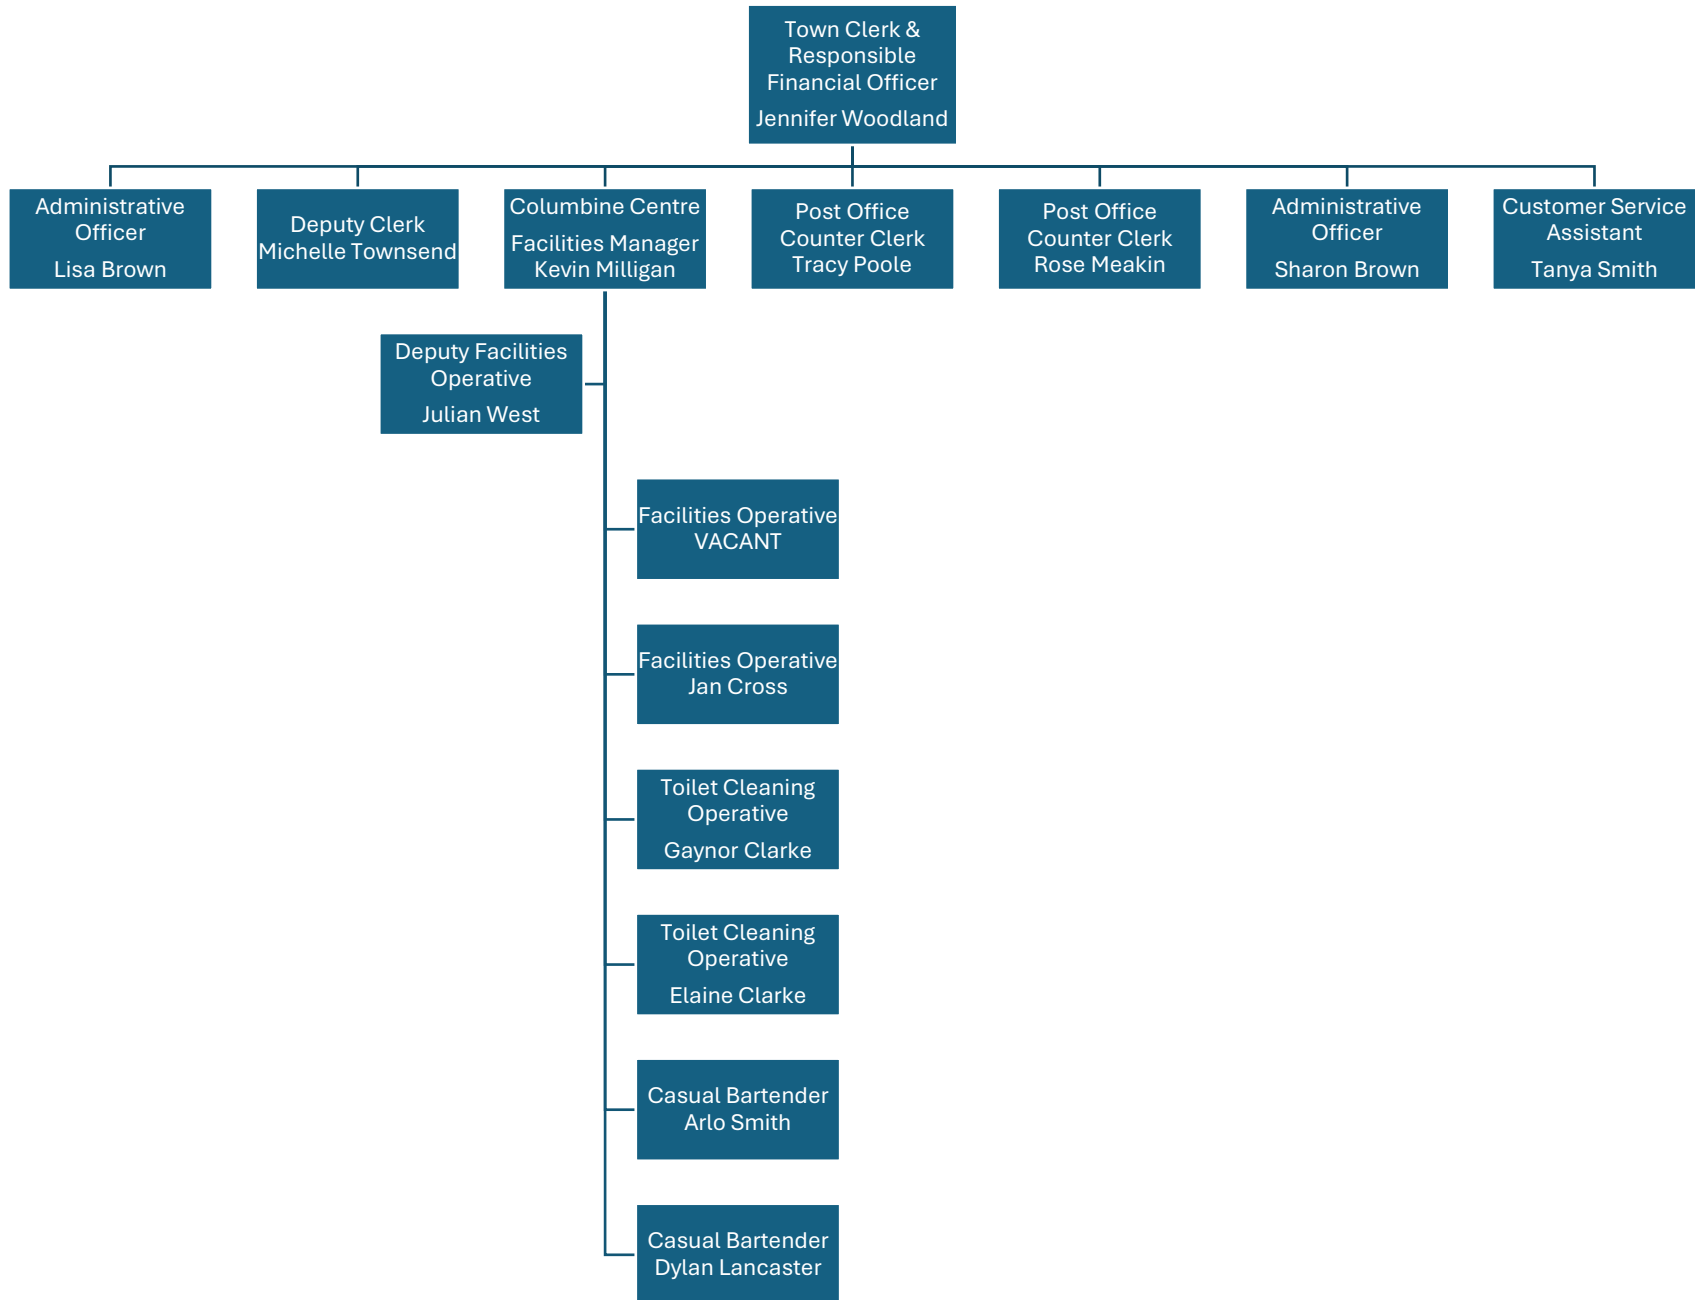 Town Clerk &
Responsible
Financial Officer
Jennifer Woodland
Administrative
Officer
Lisa Brown
Deputy Clerk
Michelle Townsend
Columbine Centre
Facilities Manager
Kevin Milligan
Post Office
Counter Clerk
Tracy Poole
Post Office
Counter Clerk
Rose Meakin
Administrative
Officer
Sharon Brown
Customer Service
Assistant
Tanya Smith
Deputy Facilities
Operative
Julian West
Facilities Operative
VACANT
Facilities Operative
Jan Cross
Toilet Cleaning
Operative
Gaynor Clarke
Toilet Cleaning
Operative
Elaine Clarke
Casual Bartender
Arlo Smith
Casual Bartender
Dylan Lancaster